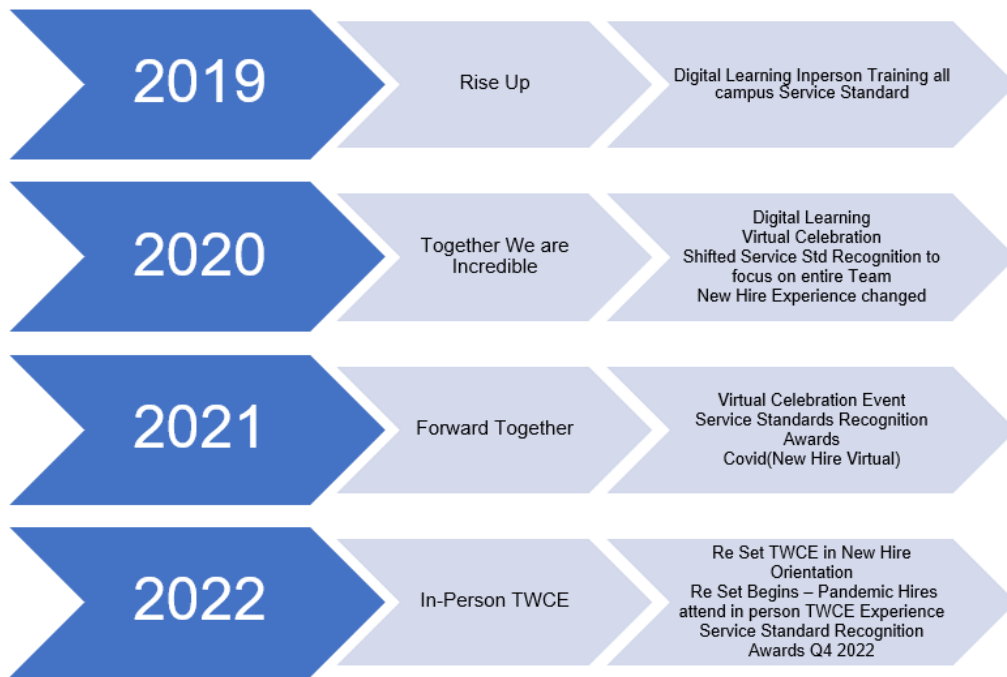 2019
Rise Up
Digital Learning Inperson Training all
campus Service Standard
2020
Together We are
Incredible
Digital Learning
Virtual Celebration
Shifted Service Std Recognition to
focus on entire Team
New Hire Experience changed
2021
Forward Together
Virtual Celebration Event
Service Standards Recognition
Awards
Covid(New Hire Virtual)
2022
In-Person TWCE
Re Set TWCE in New Hire
Orientation
Re Set Begins – Pandemic Hires
attend in person TWCE Experience
Service Standard Recognition
Awards Q4 2022